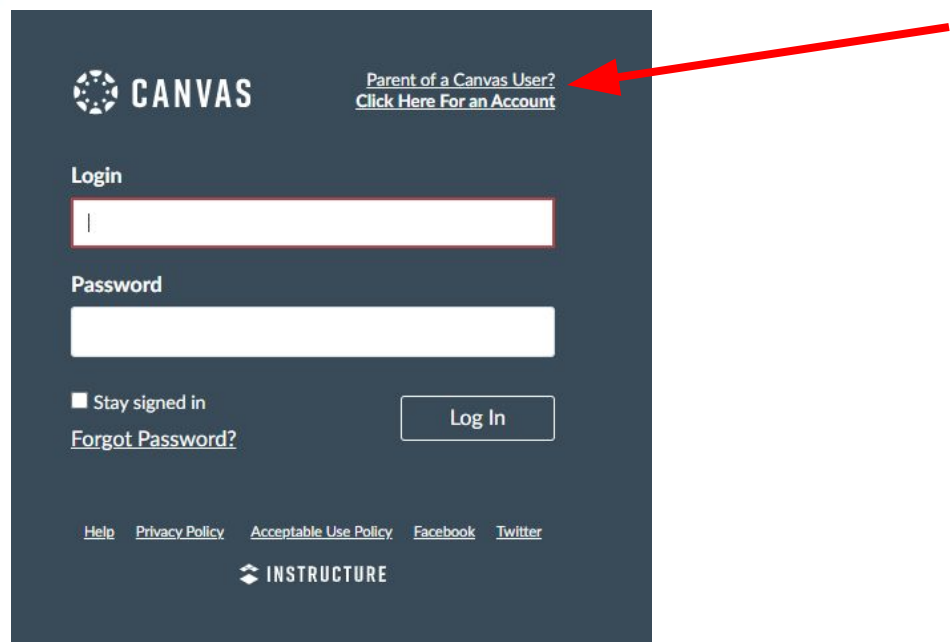 CANVAS
Parent of a Canvas User?
Click Here For an Account
Login
Password
Stay signed in
Log In
Forgot Password?
Help Privacy Policy Acceptable Use Policy Facebook Twitter
INSTRUCTURE